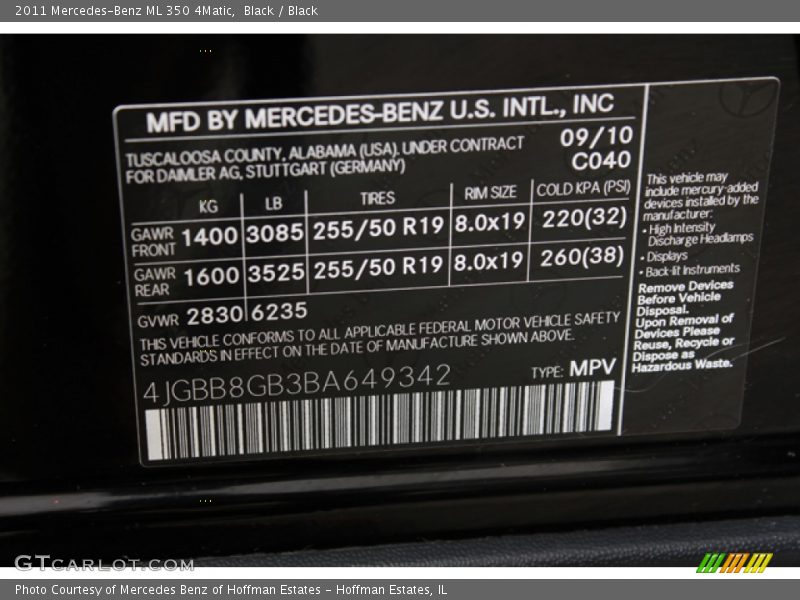 2011 Mercedes-Benz ML 350 4Matic, Black / Black
MFD BY MERCEDES-BENZ U.S. INTL., INC
TUSCALOOSA COUNTY, ALABAMA (USA). UNDER CONTRACT
FOR DAIMLER AG, STUTTGART (GERMANY)
09/10
C040
KG LB TIRES RIM SIZE COLD KPA (PSI)
GAWR FRONT 1400 3085 255/50 R19 8.0x19 220(32)
GAWR REAR 1600 3525 255/50 R19 8.0x19 260(38)
GVWR 2830 6235
THIS VEHICLE CONFORMS TO ALL APPLICABLE FEDERAL MOTOR VEHICLE SAFETY
STANDARDS IN EFFECT ON THE DATE OF MANUFACTURE SHOWN ABOVE.
4JGBB8GB3BA649342
TYPE: MPV
This vehicle may
include mercury-added
devices installed by the
manufacturer:
• High Intensity
Discharge Headlamps
• Displays
• Back-lit Instruments
Remove Devices
Before Vehicle
Disposal.
Upon Removal of
Devices Please
Reuse, Recycle or
Dispose as
Hazardous Waste.
GTCARLOT.COM
Photo Courtesy of Mercedes Benz of Hoffman Estates - Hoffman Estates, IL